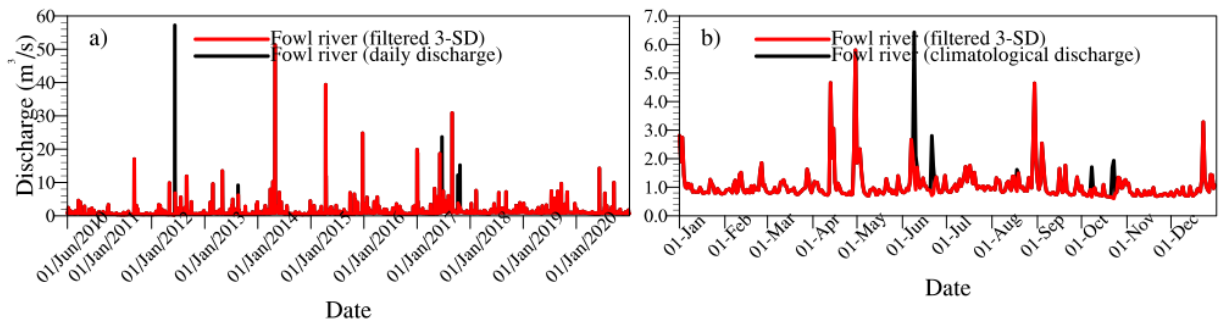 a)
Fowl river (filtered 3-SD)
Fowl river (daily discharge)
Discharge (m³/s)
60
50
40
30
20
10
0
01/Jun/2010
01/Jan/2011
01/Jan/2012
01/Jan/2013
01/Jan/2014
01/Jan/2015
01/Jan/2016
01/Jan/2017
01/Jan/2018
01/Jan/2019
01/Jan/2020
Date
b)
Fowl river (filtered 3-SD)
Fowl river (climatological discharge)
7.0
6.0
5.0
4.0
3.0
2.0
1.0
0.0
01-Jan
01-Feb
01-Mar
01-Apr
01-May
01-Jun
01-Jul
01-Aug
01-Sep
01-Oct
01-Nov
01-Dec
Date